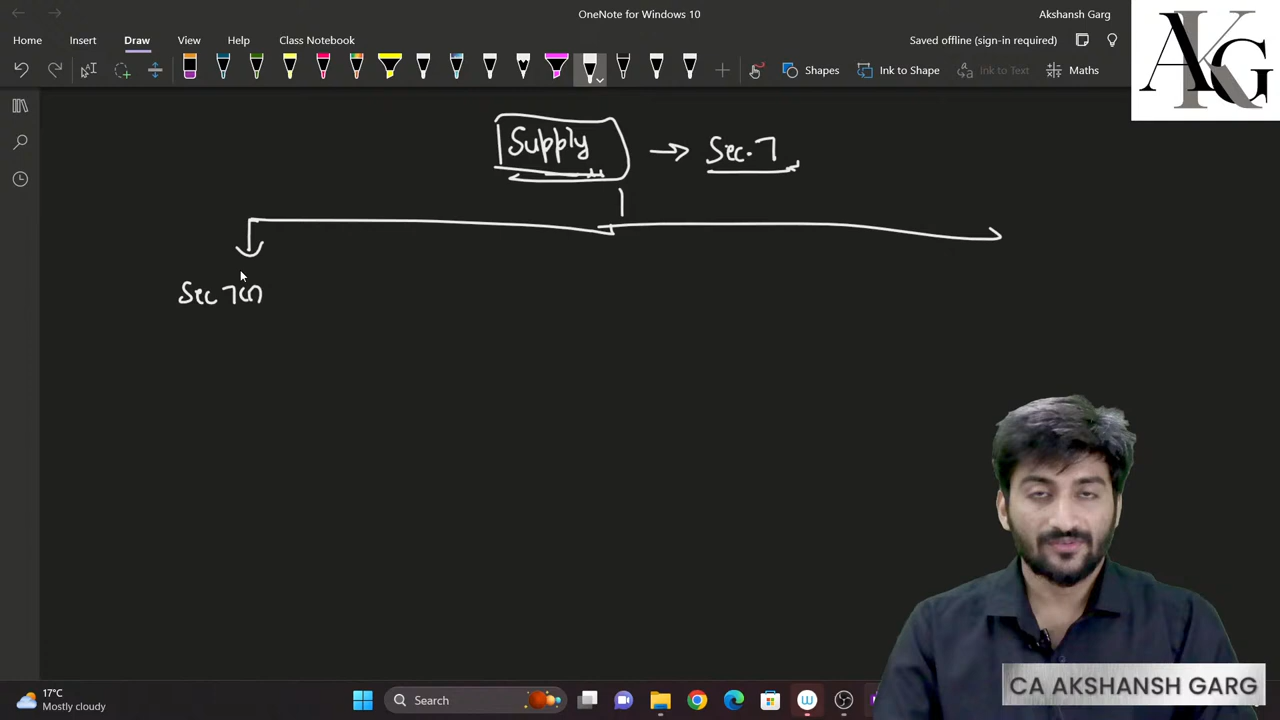 OneNote for Windows 10
Akshansh Garg
Home Insert Draw View Help Class Notebook
Saved offline (sign-in required)
Shapes Ink to Shape Ink to Text Maths
AKG
Supply → Sec. 7
Sec 7(1)
CA AKSHANSH GARG
17°C
Mostly cloudy
Search